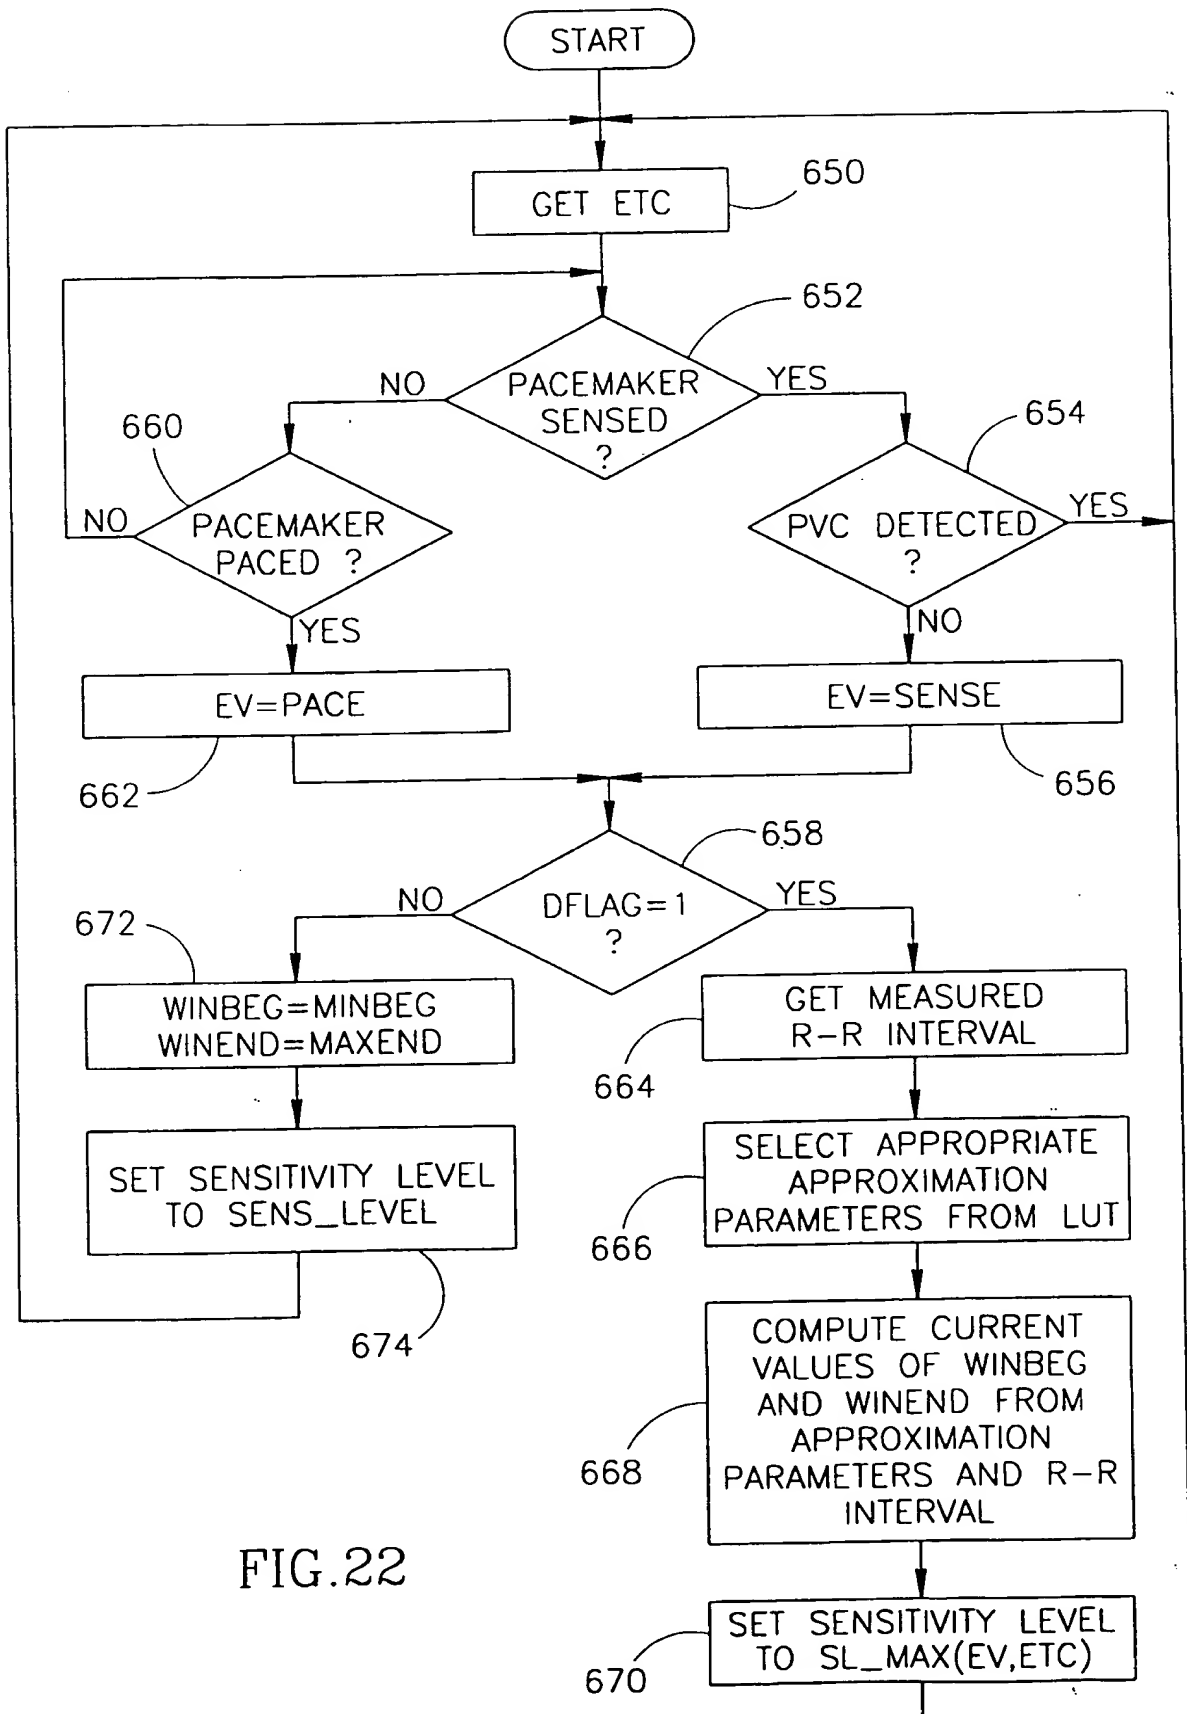 START
650
GET ETC
652
NO
PACEMAKER
SENSED
?
YES
654
660
NO
PACEMAKER
PACED ?
YES
PVC DETECTED
?
YES
NO
EV=PACE
EV=SENSE
662
656
658
NO
DFLAG=1
?
YES
672
WINBEG=MINBEG
WINEND=MAXEND
GET MEASURED
R-R INTERVAL
664
SET SENSITIVITY LEVEL
TO SENS_LEVEL
674
SELECT APPROPRIATE
APPROXIMATION
PARAMETERS FROM LUT
666
COMPUTE CURRENT
VALUES OF WINBEG
AND WINEND FROM
APPROXIMATION
PARAMETERS AND R-R
INTERVAL
668
FIG.22
SET SENSITIVITY LEVEL
TO SL_MAX(EV,ETC)
670